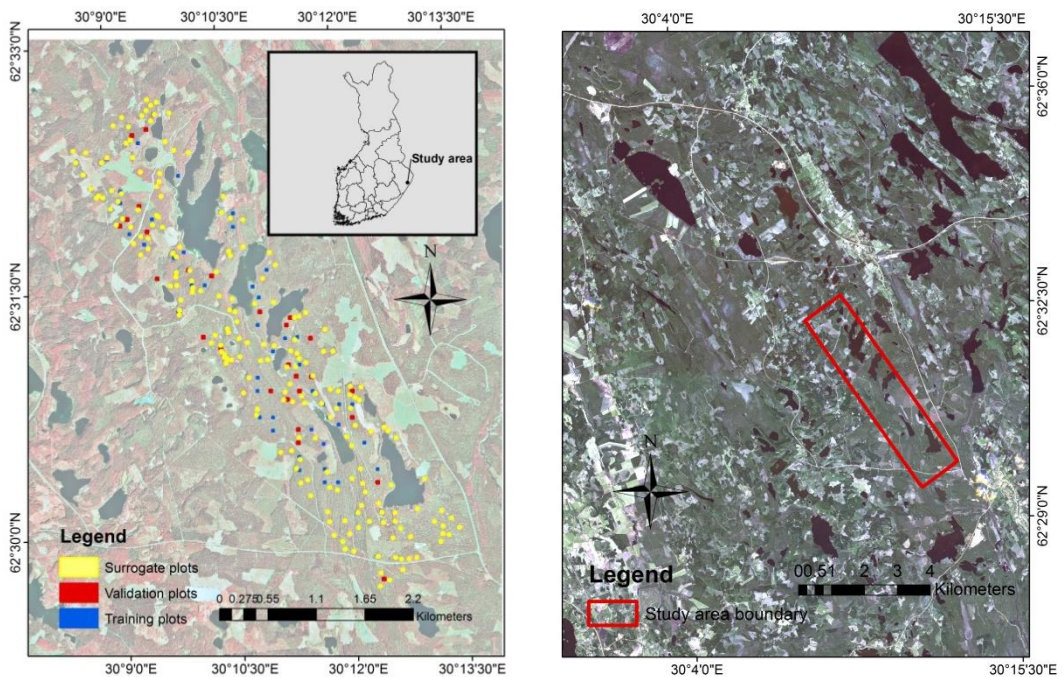 30°9'0"E 30°10'30"E 30°12'0"E 30°13'30"E
62°33'0"N
62°31'30"N
62°30'0"N
Study area
N
Legend
Surrogate plots
Validation plots
Training plots
0 0.275 0.55 1.1 1.65 2.2
Kilometers
30°9'0"E 30°10'30"E 30°12'0"E 30°13'30"E
30°4'0"E 30°15'30"E
62°36'0"N
62°32'30"N
62°29'0"N
N
Legend
Study area boundary
00.51 2 3 4
Kilometers
30°4'0"E 30°15'30"E